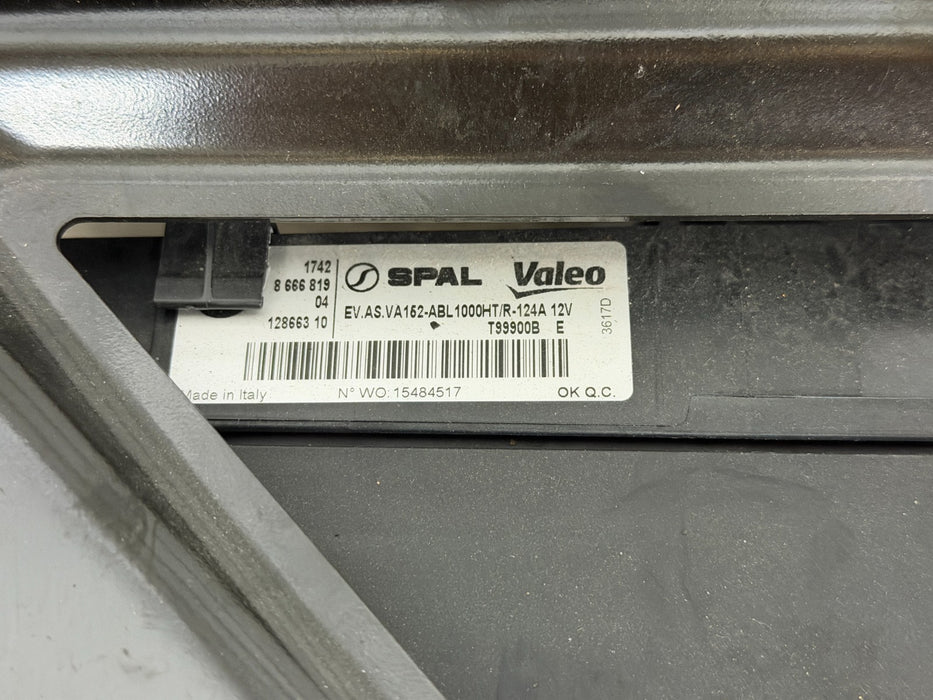 1742
8 666 819
04
128663 10
SPAL Valeo
EV.AS.VA152-ABL1000HT/R-124A 12V
T99900B E
3617D
Made in Italy N° WO: 15484517 OK Q.C.